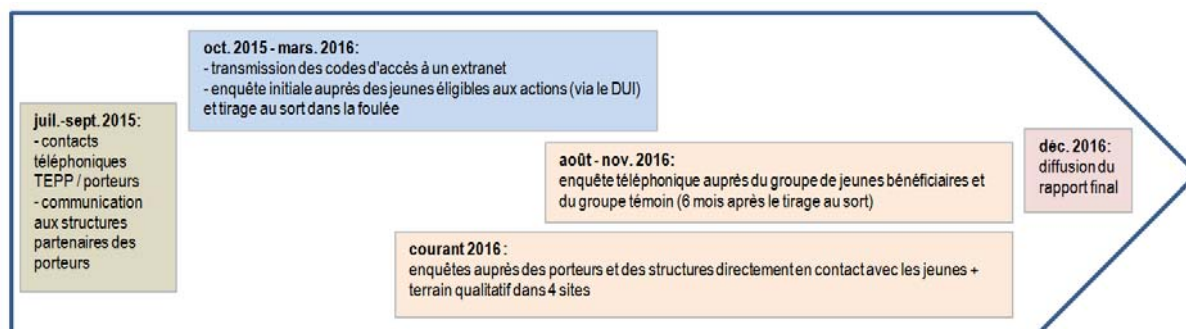 juil.-sept. 2015:
- contacts
téléphoniques
TEPP / porteurs
- communication
aux structures
partenaires des
porteurs
oct. 2015 - mars. 2016:
- transmission des codes d'accès à un extranet
- enquête initiale auprès des jeunes éligibles aux actions (via le DUI)
et tirage au sort dans la foulée
août - nov. 2016:
enquête téléphonique auprès du groupe de jeunes bénéficiaires et
du groupe témoin (6 mois après le tirage au sort)
courant 2016 :
enquêtes auprès des porteurs et des structures directement en contact avec les jeunes +
terrain qualitatif dans 4 sites
déc. 2016:
diffusion du
rapport final